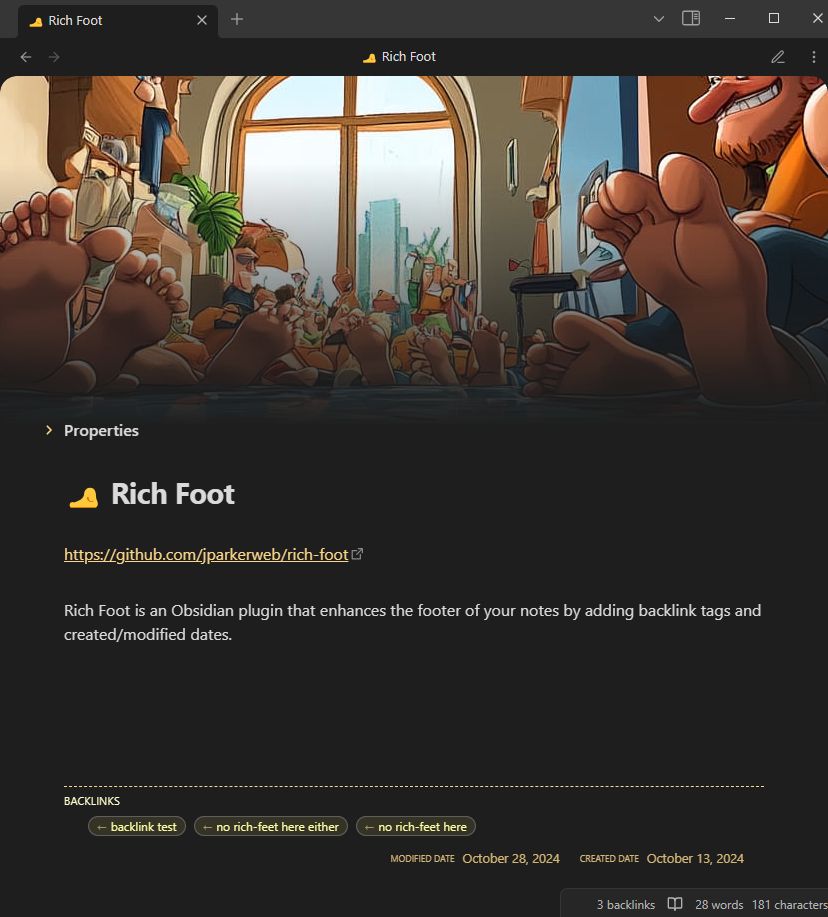 Rich Foot
Rich Foot
Properties
Rich Foot
https://github.com/jparkerweb/rich-foot
Rich Foot is an Obsidian plugin that enhances the footer of your notes by adding backlink tags and
created/modified dates.
BACKLINKS
← backlink test ← no rich-feet here either ← no rich-feet here
MODIFIED DATE October 28, 2024 CREATED DATE October 13, 2024
3 backlinks 28 words 181 characters